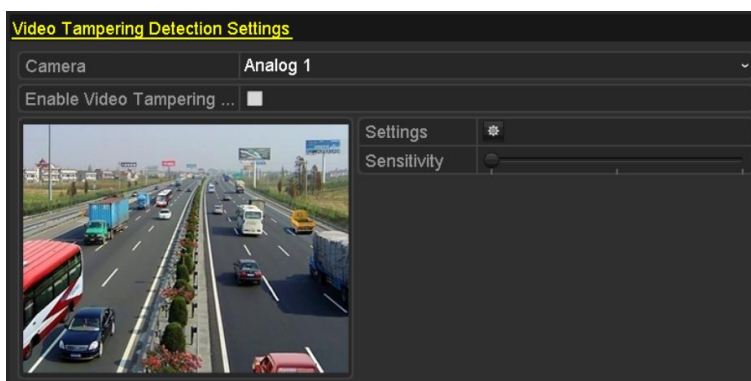 Video Tampering Detection Settings
Camera Analog 1
Enable Video Tampering ...
Settings
Sensitivity